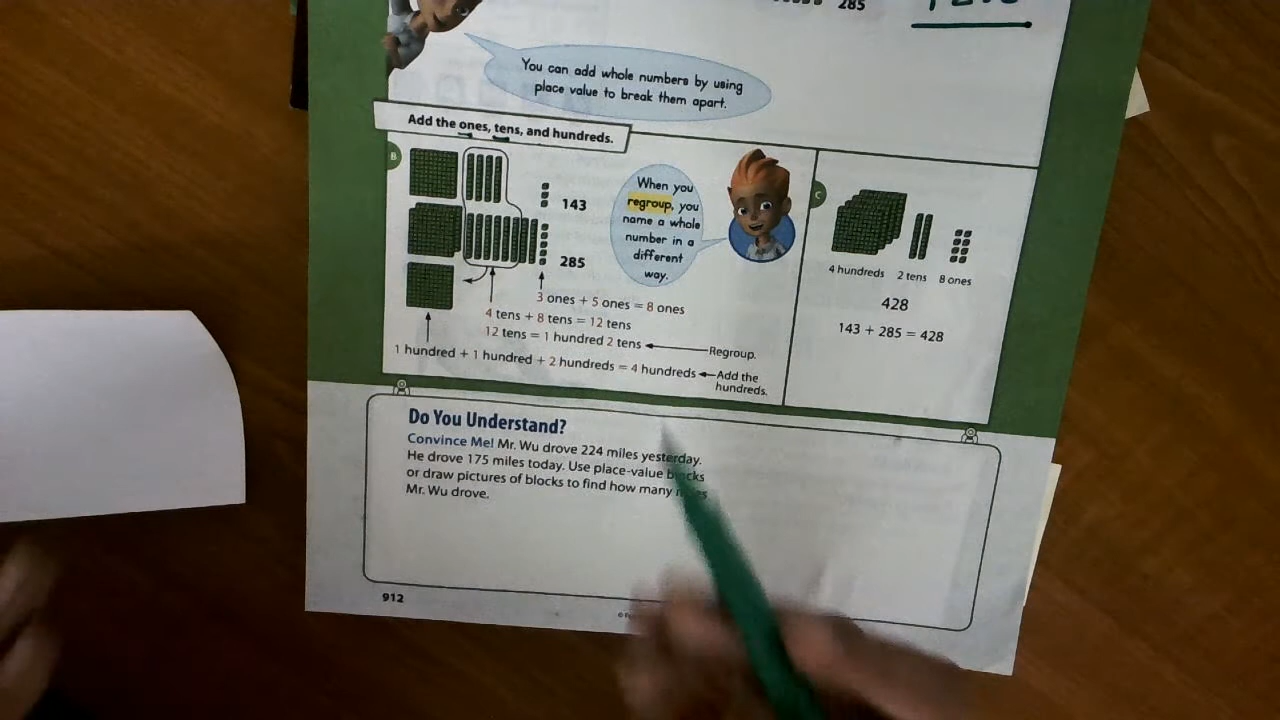 285
You can add whole numbers by using
place value to break them apart.
Add the ones, tens, and hundreds.
B
143
285
When you
regroup, you
name a whole
number in a
different
way.
3 ones + 5 ones = 8 ones
4 tens + 8 tens = 12 tens
12 tens = 1 hundred 2 tens
Regroup.
1 hundred + 1 hundred + 2 hundreds = 4 hundreds
Add the
hundreds.
C
4 hundreds 2 tens 8 ones
428
143 + 285 = 428
Do You Understand?
Convince Me! Mr. Wu drove 224 miles yesterday.
He drove 175 miles today. Use place-value blocks
or draw pictures of blocks to find how many miles
Mr. Wu drove.
912